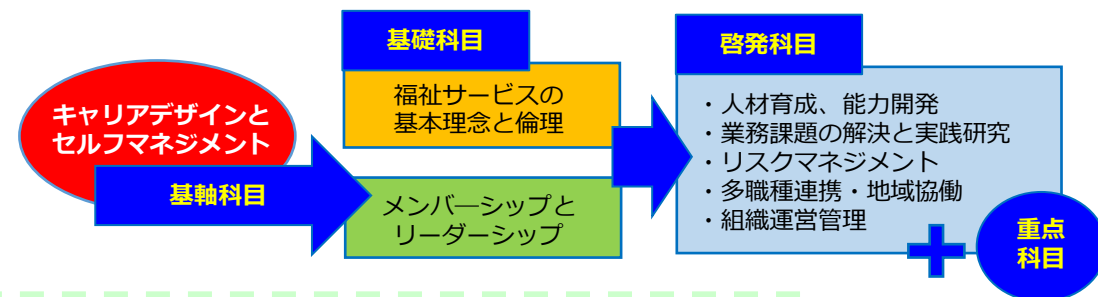 キャリアデザインと
セルフマネジメント
基軸科目
基礎科目
福祉サービスの
基本理念と倫理
メンバ―シップと
リーダーシップ
啓発科目
・人材育成、能力開発
・業務課題の解決と実践研究
・リスクマネジメント
・多職種連携・地域協働
・組織運営管理
重点
科目